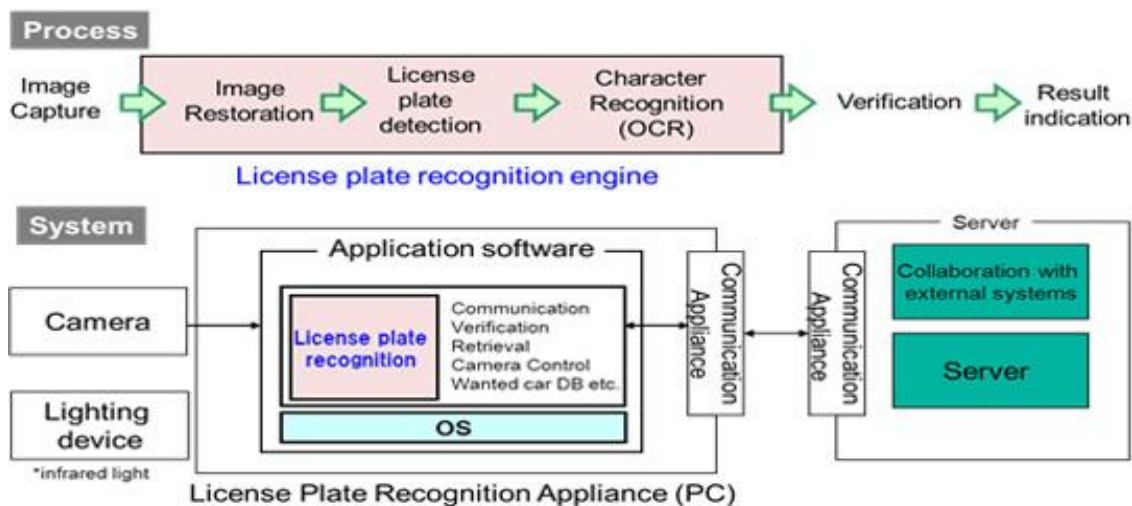 Process
Image
Capture
Image
Restoration
License
plate
detection
Character
Recognition
(OCR)
Verification
Result
indication
License plate recognition engine
System
Camera
Lighting
device
*infrared light
Application software
License plate
recognition
Communication
Verification
Retrieval
Camera Control
Wanted car DB etc.
OS
License Plate Recognition Appliance (PC)
Communication
Appliance
Communication
Appliance
Server
Collaboration with
external systems
Server